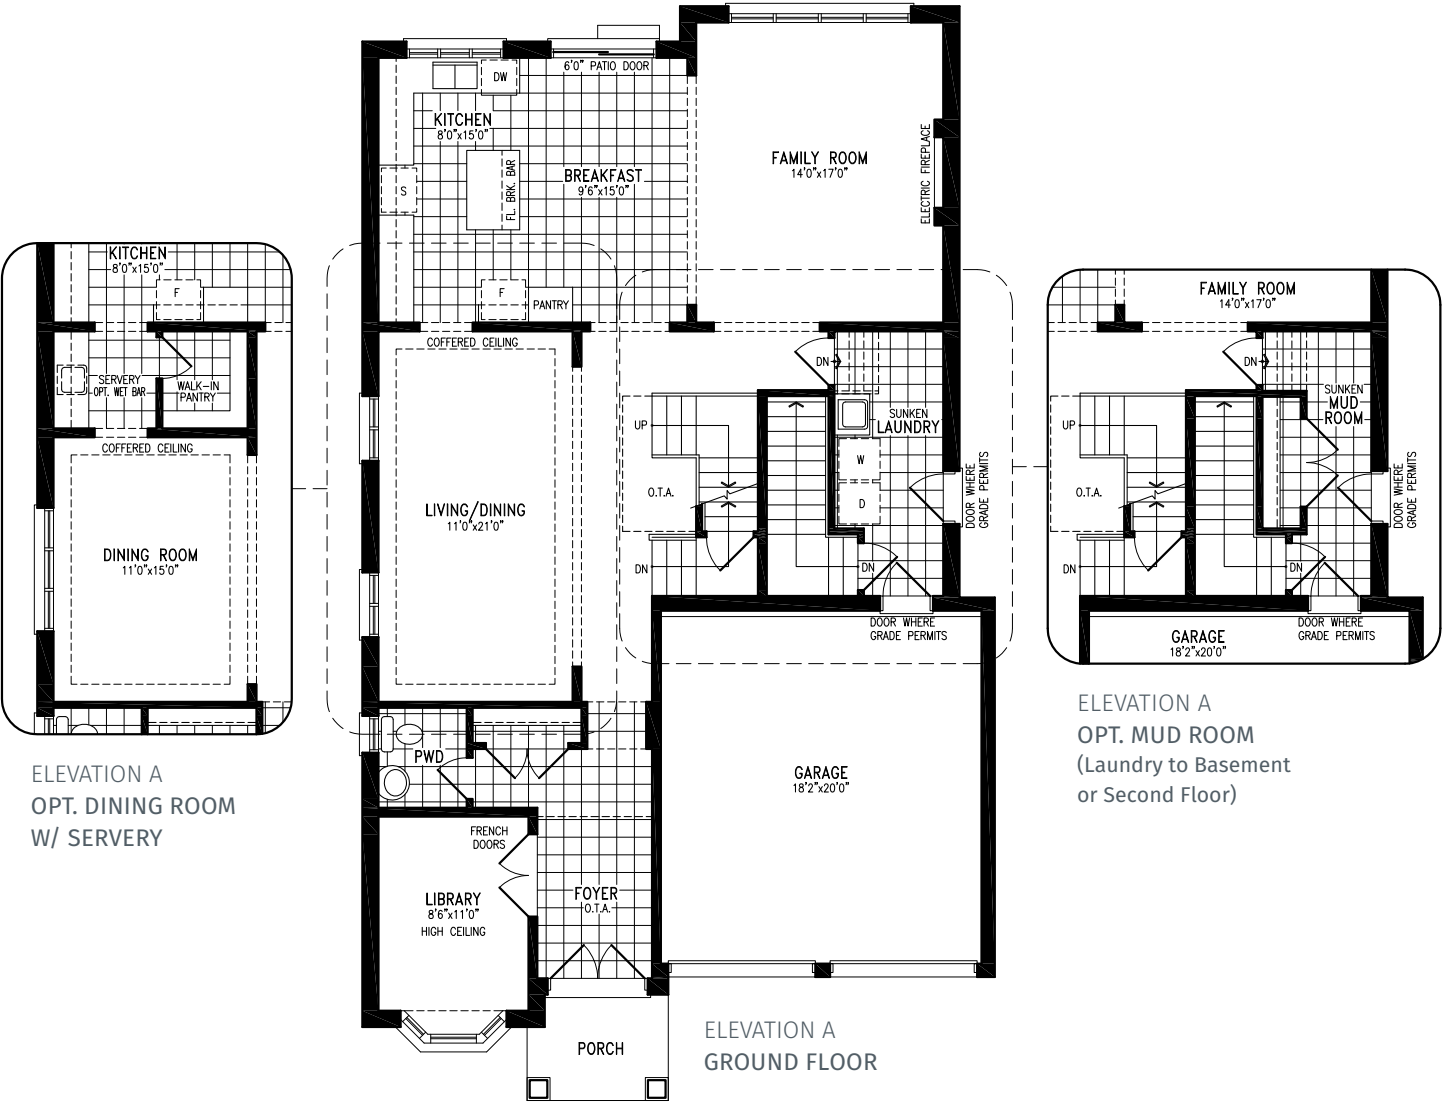 6'0" PATIO DOOR
DW
KITCHEN
8'0"x15'0"
S
FL. BRK. BAR
BREAKFAST
9'6"x15'0"
FAMILY ROOM
14'0"x17'0"
ELECTRIC FIREPLACE
F
PANTRY
COFFERED CEILING
LIVING/DINING
11'0"x21'0"
DN
SUNKEN
LAUNDRY
UP
W
D
O.T.A.
DN
DN
DOOR WHERE
GRADE PERMITS
DOOR WHERE
GRADE PERMITS
PWD
GARAGE
18'2"x20'0"
FRENCH
DOORS
LIBRARY
8'6"x11'0"
HIGH CEILING
FOYER
O.T.A.
PORCH
ELEVATION A
GROUND FLOOR
KITCHEN
8'0"x15'0"
F
SERVERY
OPT. WET BAR
WALK-IN
PANTRY
COFFERED CEILING
DINING ROOM
11'0"x15'0"
ELEVATION A
OPT. DINING ROOM
W/ SERVERY
FAMILY ROOM
14'0"x17'0"
DN
SUNKEN
MUD
ROOM
UP
O.T.A.
DN
DN
DOOR WHERE
GRADE PERMITS
DOOR WHERE
GRADE PERMITS
GARAGE
18'2"x20'0"
ELEVATION A
OPT. MUD ROOM
(Laundry to Basement
or Second Floor)